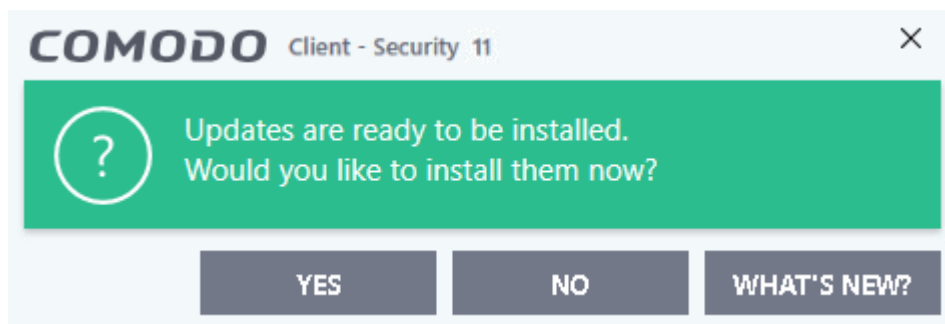 COMODO Client - Security 11
?
Updates are ready to be installed.
Would you like to install them now?
YES NO WHAT'S NEW?